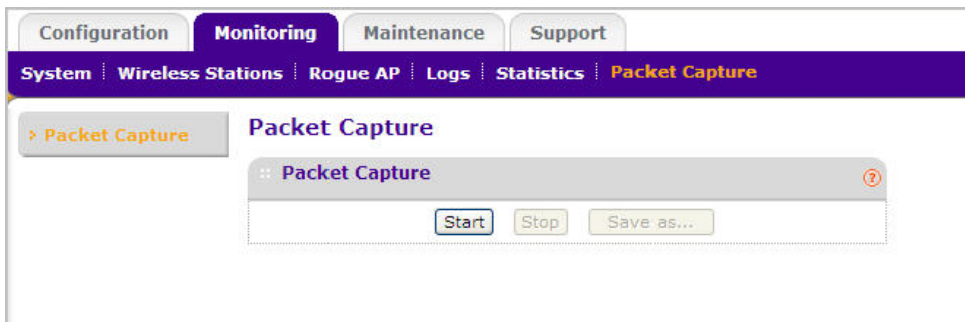 Configuration Monitoring Maintenance Support
System Wireless Stations Rogue AP Logs Statistics Packet Capture
> Packet Capture
Packet Capture
Packet Capture ?
Start Stop Save as...